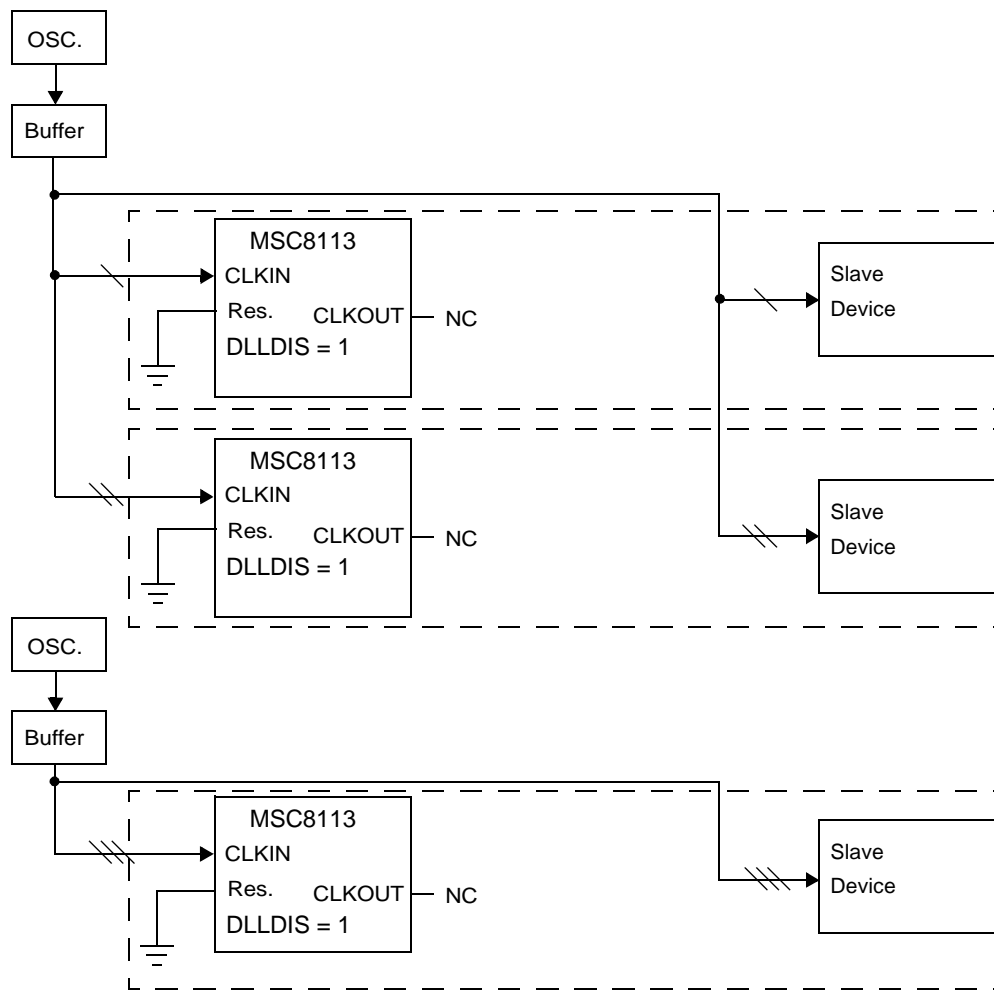 OSC.
Buffer
MSC8113
CLKIN
Res.
CLKOUT
NC
DLLDIS = 1
Slave
Device
MSC8113
CLKIN
Res.
CLKOUT
NC
DLLDIS = 1
Slave
Device
OSC.
Buffer
MSC8113
CLKIN
Res.
CLKOUT
NC
DLLDIS = 1
Slave
Device